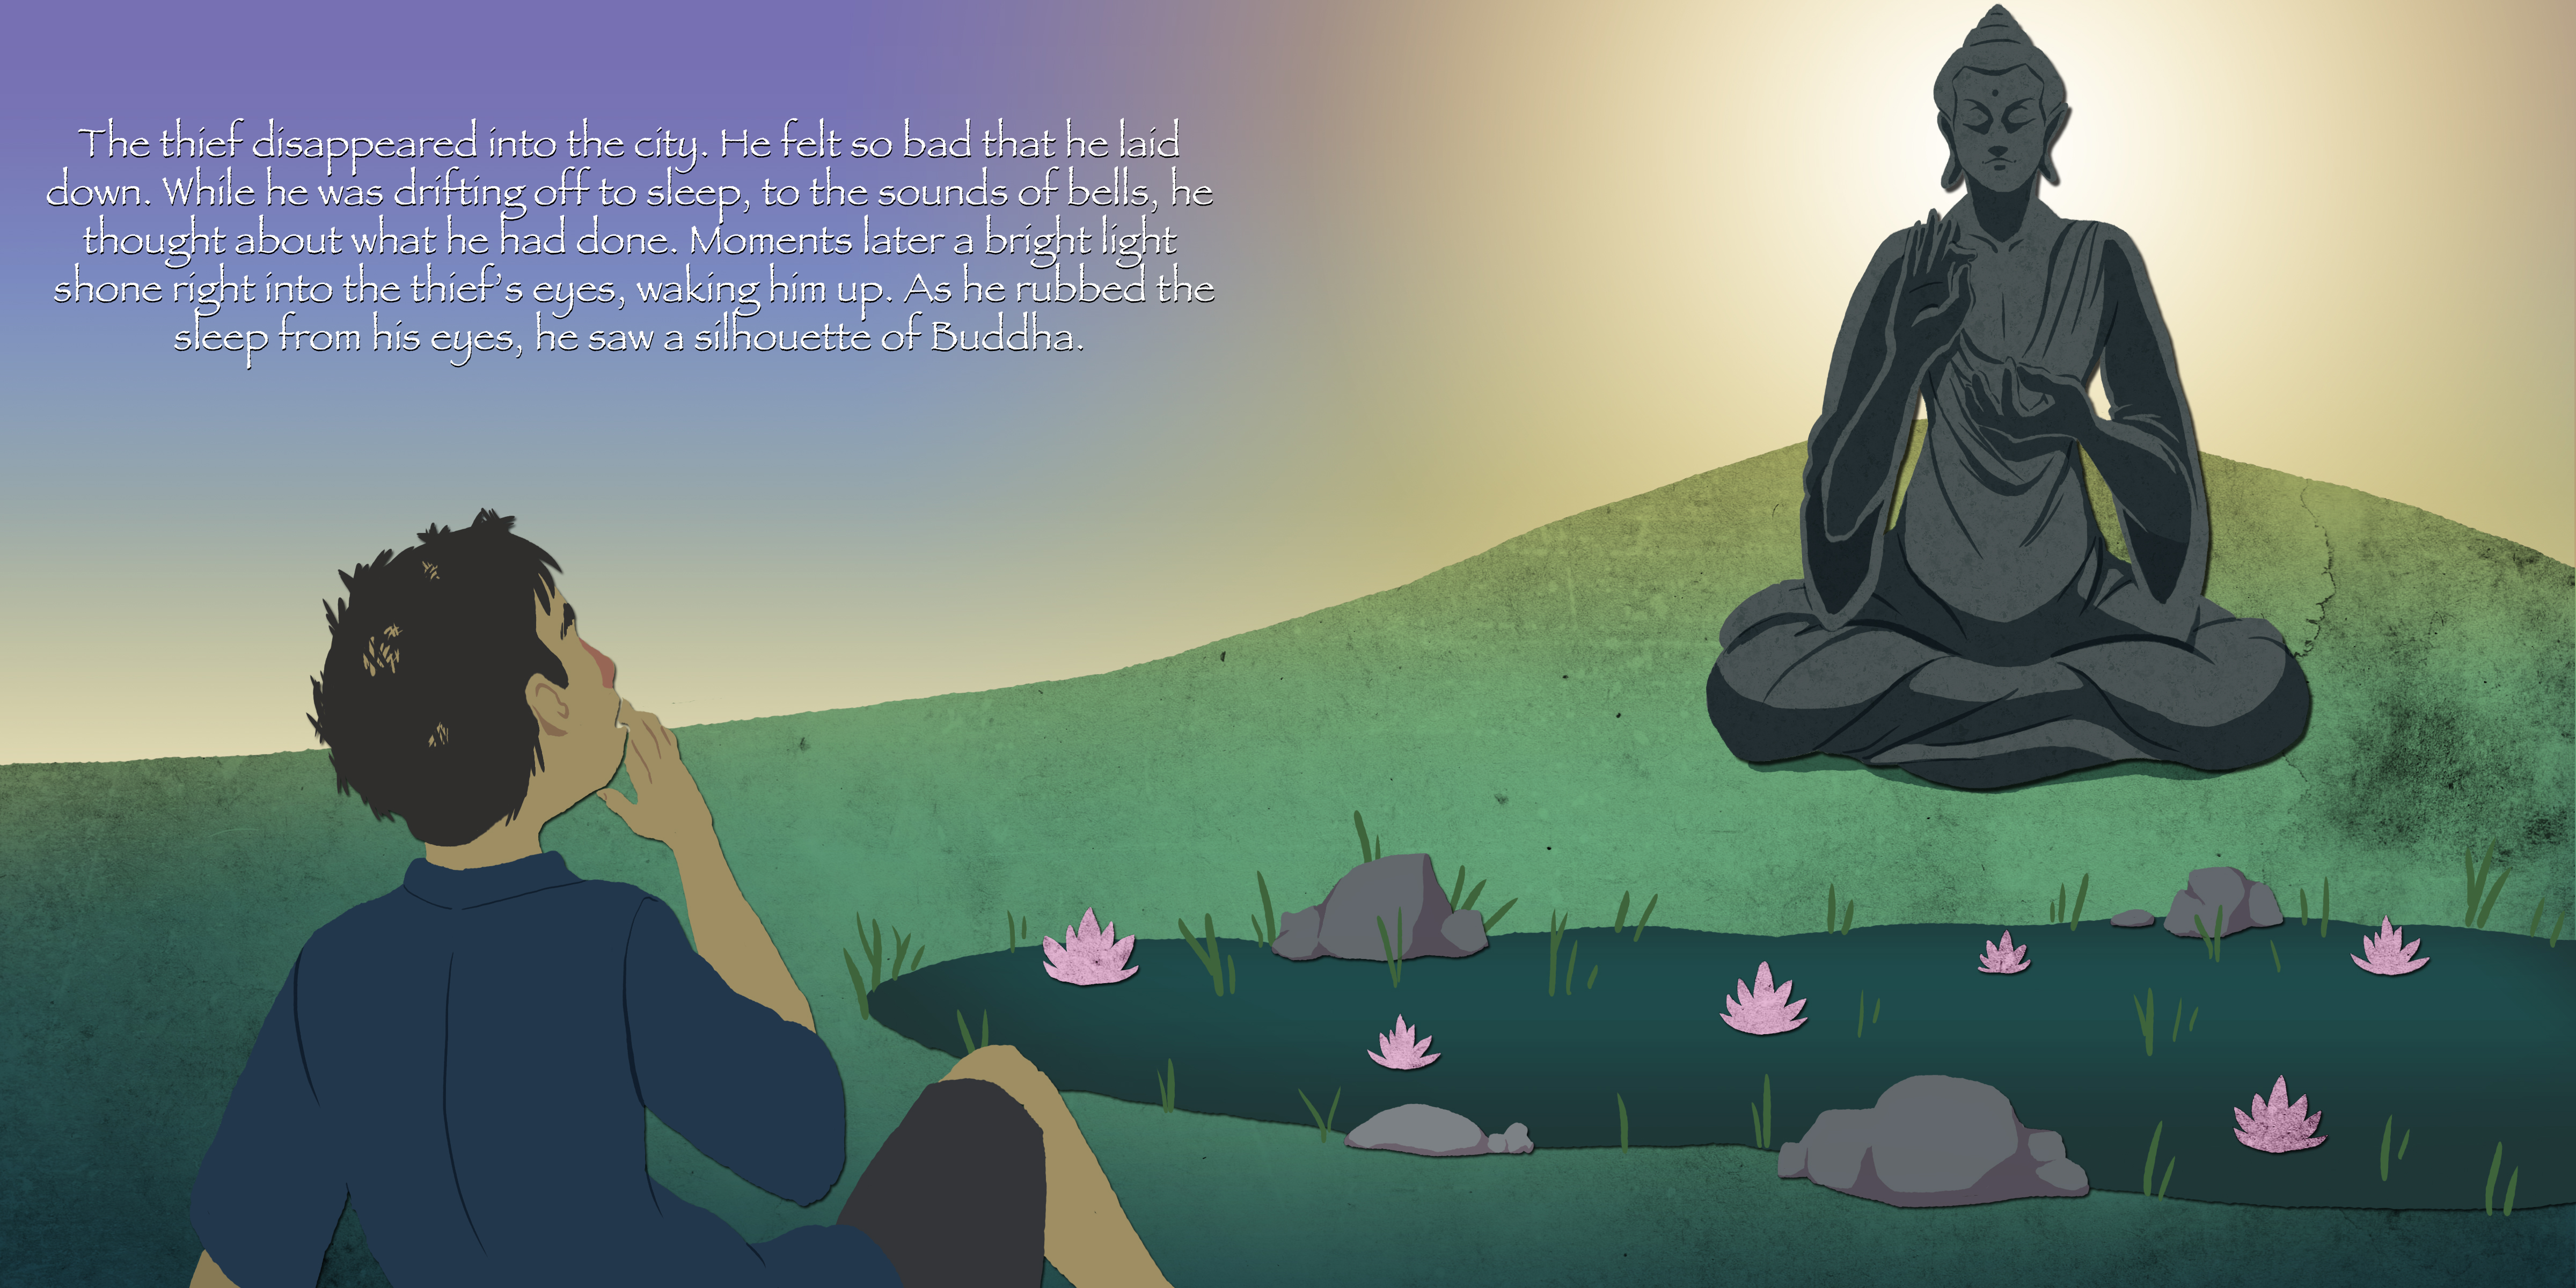 The thief disappeared into the city. He felt so bad that he laid
down. While he was drifting off to sleep, to the sounds of bells, he
thought about what he had done. Moments later a bright light
shone right into the thief's eyes, waking him up. As he rubbed the
sleep from his eyes, he saw a silhouette of Buddha.